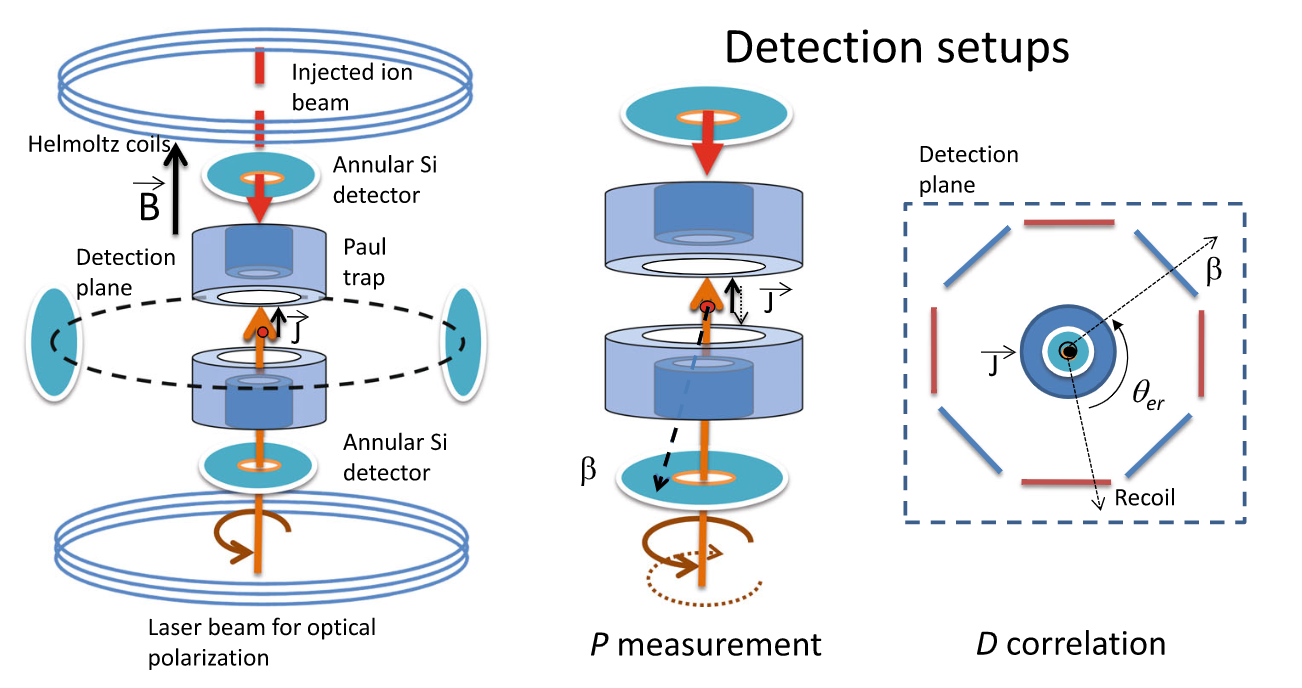 Detection setups
Injected ion
beam
Helmoltz coils
B
Annular Si
detector
Detection
plane
Paul
trap
J
Annular Si
detector
Laser beam for optical
polarization
J
β
P measurement
Detection
plane
β
J
θer
Recoil
D correlation